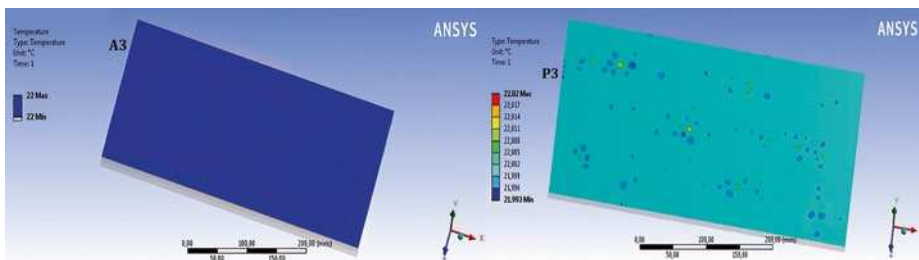 Temperature
Type: Temperature
Unit: °C
Time: 1
A3
ANSYS
22 Max
22 Min
0,00
100,00
200,00 (mm)
50,00
150,00
Y
X
Type: Temperature
Unit: °C
Time: 1
P3
ANSYS
22,02 Max
22,017
22,014
22,011
22,008
22,005
22,002
21,999
21,996
21,993 Min
0,00
100,00
200,00 (mm)
50,00
150,00